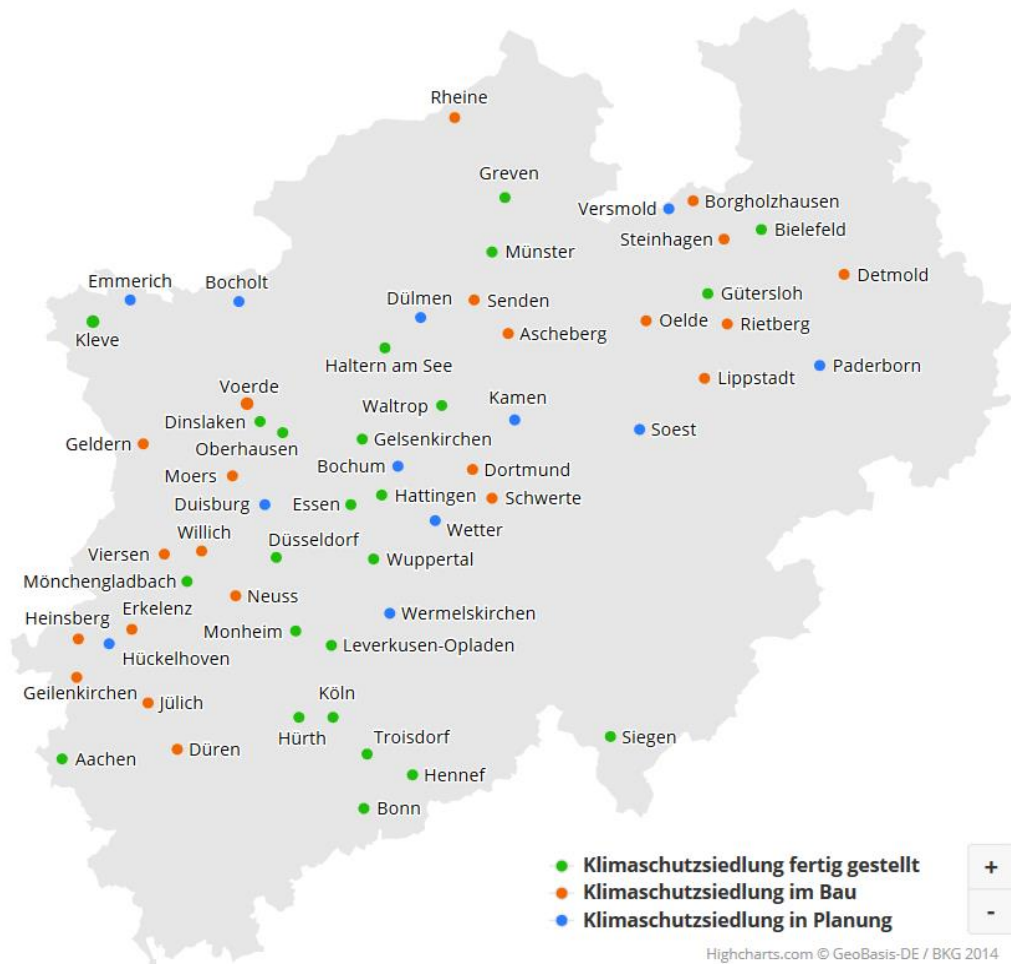 Rheine
Greven
Versmold
Borgholzhausen
Steinhagen
Bielefeld
Münster
Detmold
Emmerich
Bocholt
Dülmen
Senden
Gütersloh
Kleve
Ascheberg
Oelde
Rietberg
Haltern am See
Paderborn
Voerde
Lippstadt
Waltrop
Kamen
Dinslaken
Soest
Geldern
Oberhausen
Gelsenkirchen
Bochum
Dortmund
Moers
Duisburg
Essen
Hattingen
Schwerte
Willich
Wetter
Viersen
Düsseldorf
Wuppertal
Mönchengladbach
Neuss
Heinsberg
Erkelenz
Wermelskirchen
Monheim
Leverkusen-Opladen
Hückelhoven
Geilenkirchen
Jülich
Köln
Hürth
Troisdorf
Siegen
Düren
Aachen
Hennef
Bonn
Klimaschutzsiedlung fertig gestellt
Klimaschutzsiedlung im Bau
Klimaschutzsiedlung in Planung
+
-
Highcharts.com © GeoBasis-DE / BKG 2014